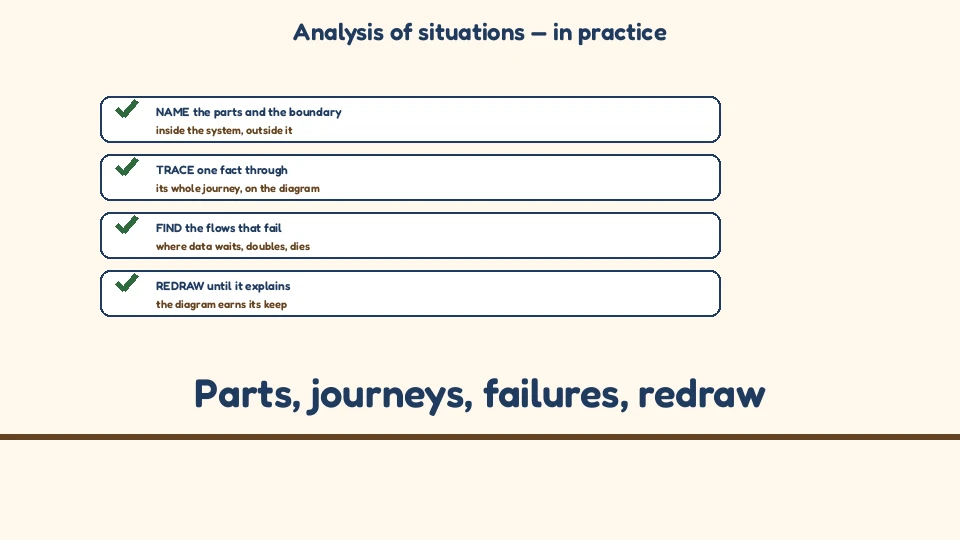 Analysis of situations — in practice
NAME the parts and the boundary
inside the system, outside it
TRACE one fact through
its whole journey, on the diagram
FIND the flows that fail
where data waits, doubles, dies
REDRAW until it explains
the diagram earns its keep
Parts, journeys, failures, redraw